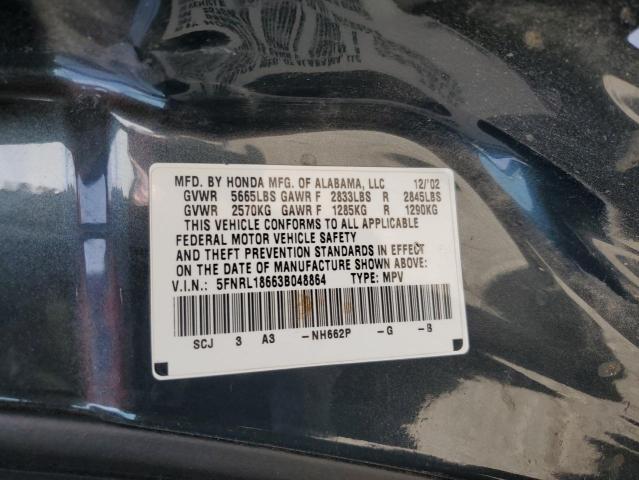 MFD. BY HONDA MFG. OF ALABAMA, LLC 12/'02
GVWR 5665LBS GAWR F 2833LBS R 2845LBS
GVWR 2570KG GAWR F 1285KG R 1290KG
THIS VEHICLE CONFORMS TO ALL APPLICABLE
FEDERAL MOTOR VEHICLE SAFETY
AND THEFT PREVENTION STANDARDS IN EFFECT
ON THE DATE OF MANUFACTURE SHOWN ABOVE.
V.I.N.: 5FNRL18663B048864 TYPE: MPV
SCJ 3 A3 -NH662P -G -B